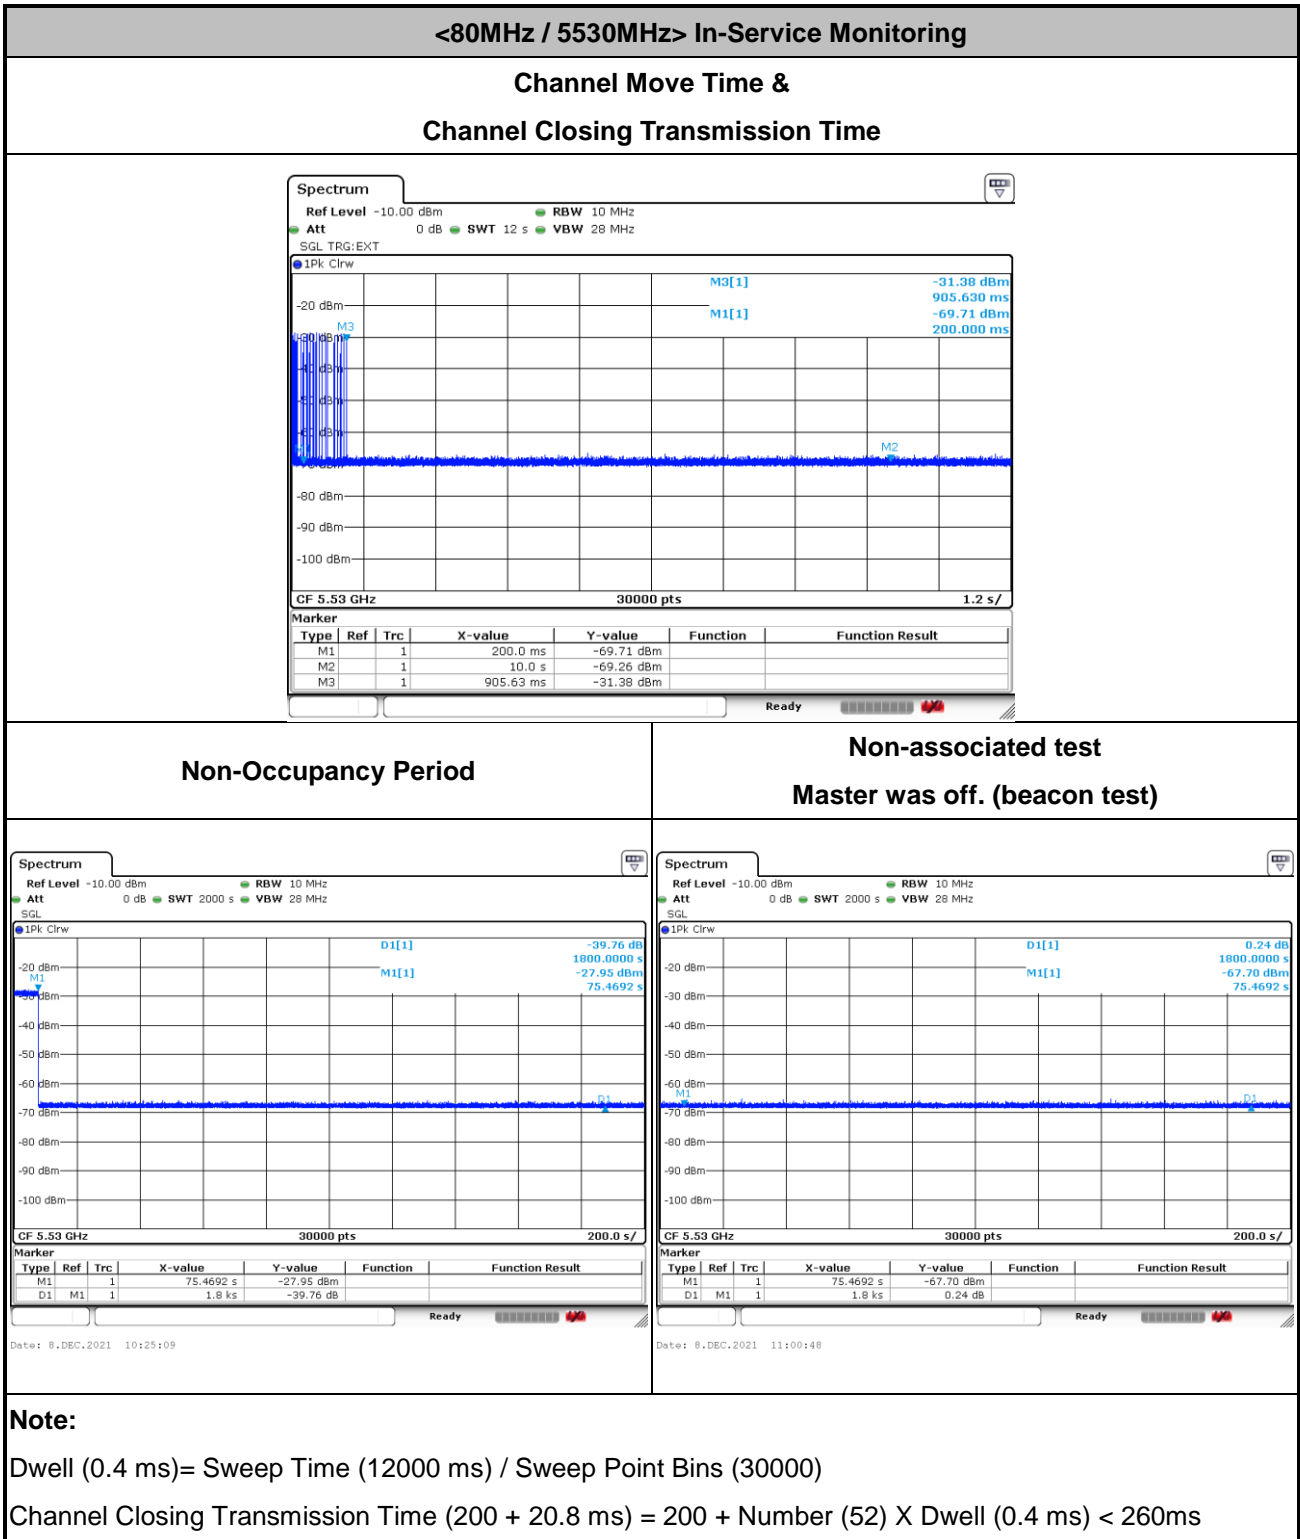 <80MHz / 5530MHz> In-Service Monitoring
Channel Move Time &
Channel Closing Transmission Time
Spectrum
Ref Level -10.00 dBm RBW 10 MHz
Att 0 dB SWT 12 s VBW 28 MHz
SGL TRG:EXT
1Pk Clrw
M3[1] -31.38 dBm
905.630 ms
M1[1] -69.71 dBm
200.000 ms
-20 dBm
M3
-30 dBm
M2
-80 dBm
-90 dBm
-100 dBm
CF 5.53 GHz 30000 pts 1.2 s/
Marker
Type Ref Trc X-value Y-value Function Function Result
M1 1 200.0 ms -69.71 dBm
M2 1 10.0 s -69.26 dBm
M3 1 905.63 ms -31.38 dBm
Ready
Non-Occupancy Period
Spectrum
Ref Level -10.00 dBm RBW 10 MHz
Att 0 dB SWT 2000 s VBW 28 MHz
SGL
1Pk Clrw
D1[1] -39.76 dB
1800.0000 s
M1[1] -27.95 dBm
75.4692 s
-20 dBm
M1
-30 dBm
-40 dBm
-50 dBm
-60 dBm
D1
-70 dBm
-80 dBm
-90 dBm
-100 dBm
CF 5.53 GHz 30000 pts 200.0 s/
Marker
Type Ref Trc X-value Y-value Function Function Result
M1 1 75.4692 s -27.95 dBm
D1 M1 1 1.8 ks -39.76 dB
Ready
Date: 8.DEC.2021 10:25:09
Non-associated test
Master was off. (beacon test)
Spectrum
Ref Level -10.00 dBm RBW 10 MHz
Att 0 dB SWT 2000 s VBW 28 MHz
SGL
1Pk Clrw
D1[1] 0.24 dB
1800.0000 s
M1[1] -67.70 dBm
75.4692 s
-20 dBm
-30 dBm
-40 dBm
-50 dBm
-60 dBm
M1
D1
-70 dBm
-80 dBm
-90 dBm
-100 dBm
CF 5.53 GHz 30000 pts 200.0 s/
Marker
Type Ref Trc X-value Y-value Function Function Result
M1 1 75.4692 s -67.70 dBm
D1 M1 1 1.8 ks 0.24 dB
Ready
Date: 8.DEC.2021 11:00:48
Note:
Dwell (0.4 ms)= Sweep Time (12000 ms) / Sweep Point Bins (30000)
Channel Closing Transmission Time (200 + 20.8 ms) = 200 + Number (52) X Dwell (0.4 ms) < 260ms